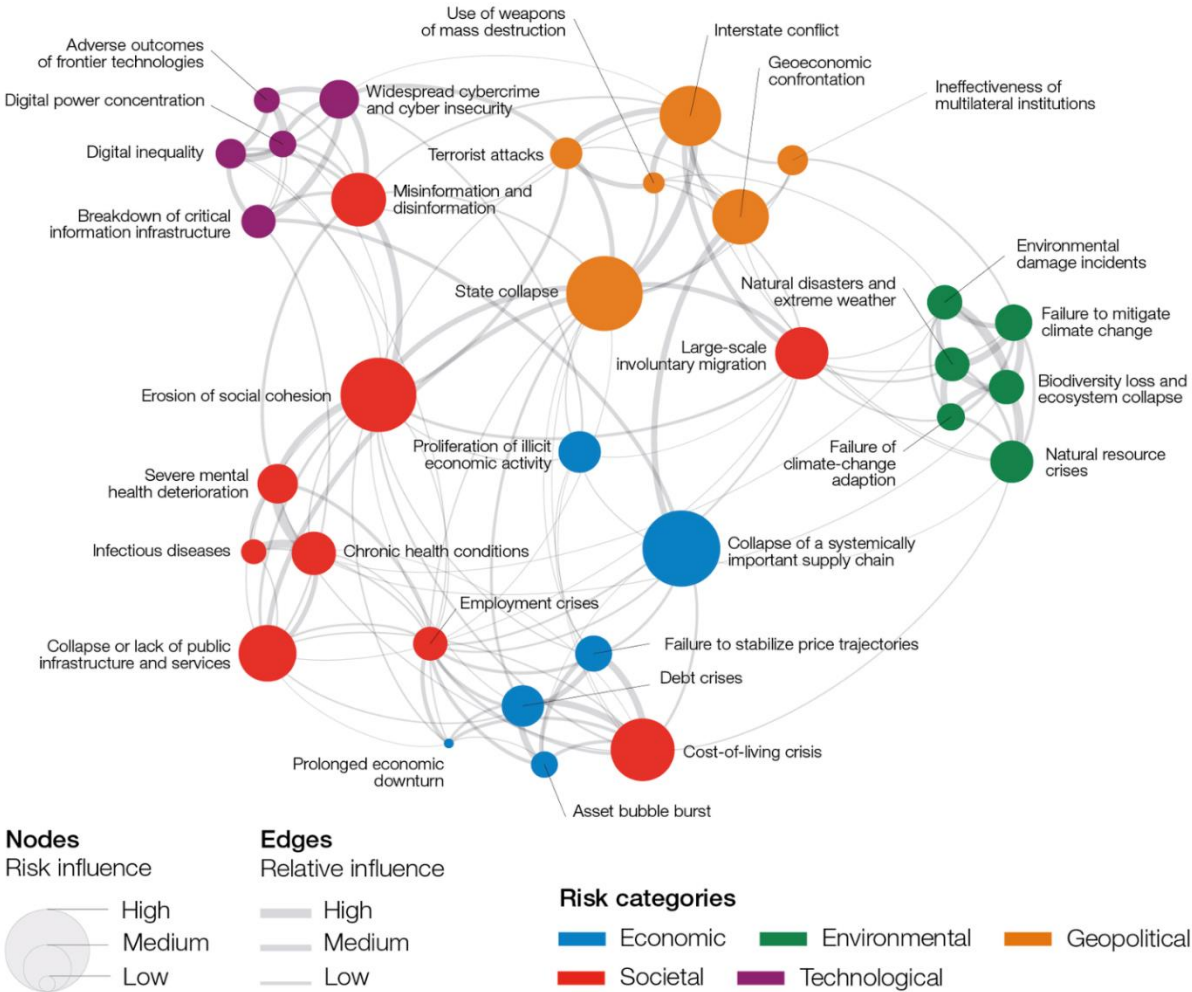 Use of weapons
of mass destruction
Interstate conflict
Adverse outcomes
of frontier technologies
Geoeconomic
confrontation
Digital power concentration
Widespread cybercrime
and cyber insecurity
Ineffectiveness of
multilateral institutions
Digital inequality
Terrorist attacks
Misinformation and
disinformation
Breakdown of critical
information infrastructure
Environmental
damage incidents
State collapse
Natural disasters and
extreme weather
Failure to mitigate
climate change
Large-scale
involuntary migration
Erosion of social cohesion
Biodiversity loss and
ecosystem collapse
Proliferation of illicit
economic activity
Failure of
climate-change
adaption
Natural resource
crises
Severe mental
health deterioration
Infectious diseases
Chronic health conditions
Collapse of a systemically
important supply chain
Employment crises
Collapse or lack of public
infrastructure and services
Failure to stabilize price trajectories
Debt crises
Cost-of-living crisis
Prolonged economic
downturn
Asset bubble burst
Nodes
Risk influence
High
Medium
Low
Edges
Relative influence
High
Medium
Low
Risk categories
Economic
Environmental
Geopolitical
Societal
Technological